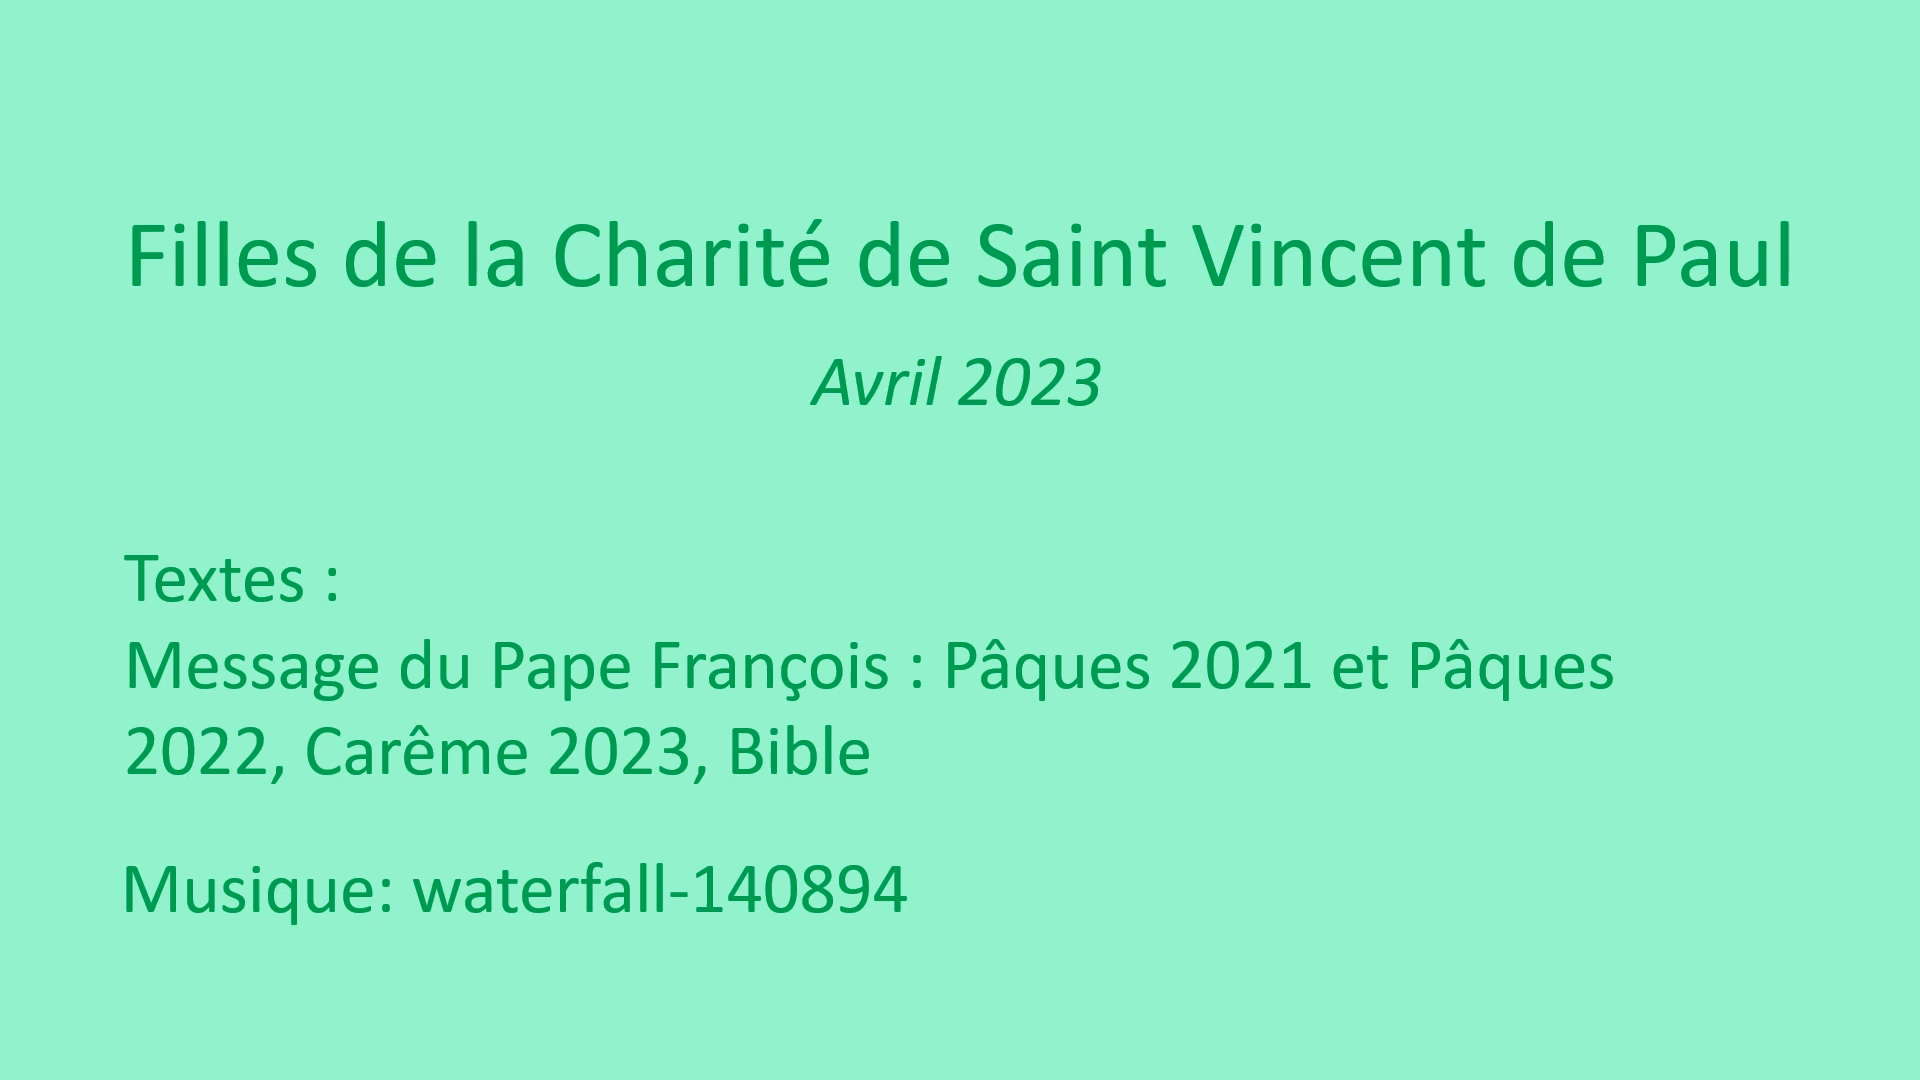 Filles de la Charité de Saint Vincent de Paul
Avril 2023
Textes :
Message du Pape François : Pâques 2021 et Pâques
2022, Carême 2023, Bible
Musique: waterfall-140894